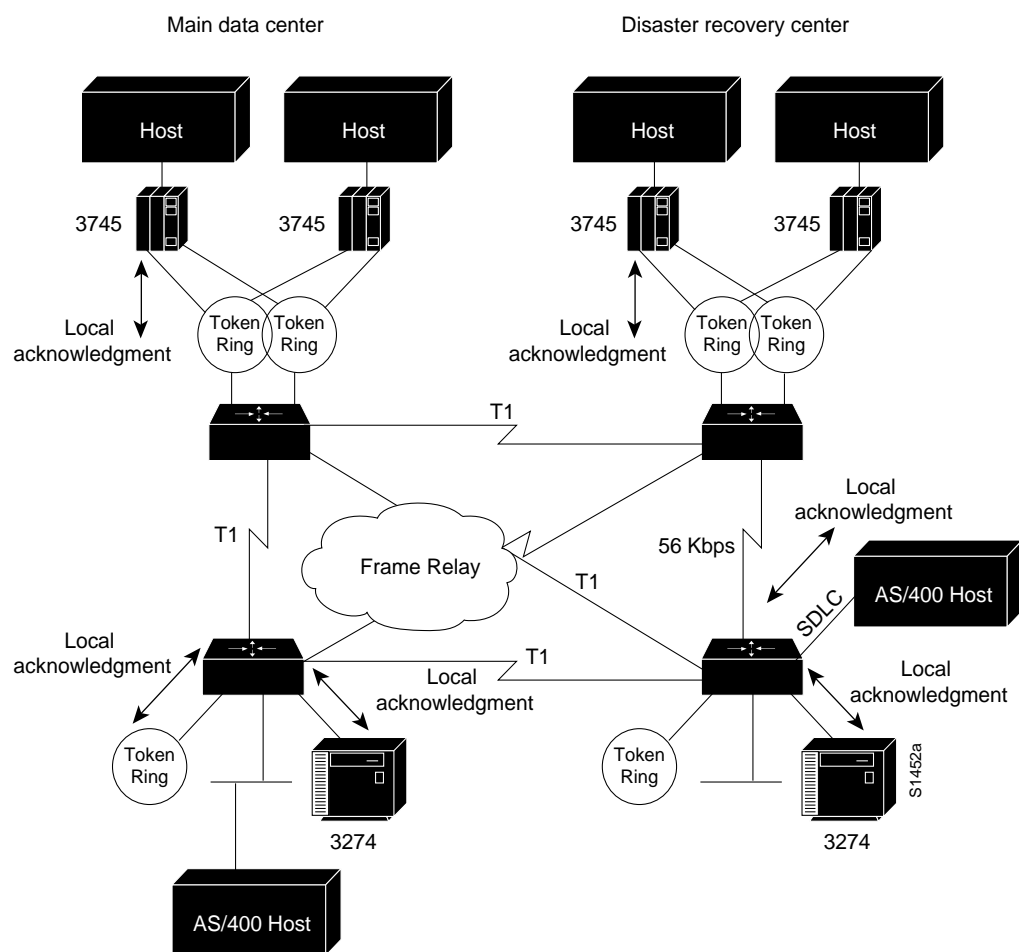 Main data center
Disaster recovery center
Host
Host
Host
Host
3745
3745
3745
3745
Local
acknowledgment
Token
Ring
Token
Ring
Local
acknowledgment
Token
Ring
Token
Ring
T1
T1
Frame Relay
T1
56 Kbps
Local
acknowledgment
SDLC
AS/400 Host
Local
acknowledgment
T1
Local
acknowledgment
Local
acknowledgment
Token
Ring
3274
Token
Ring
3274
S1452a
AS/400 Host